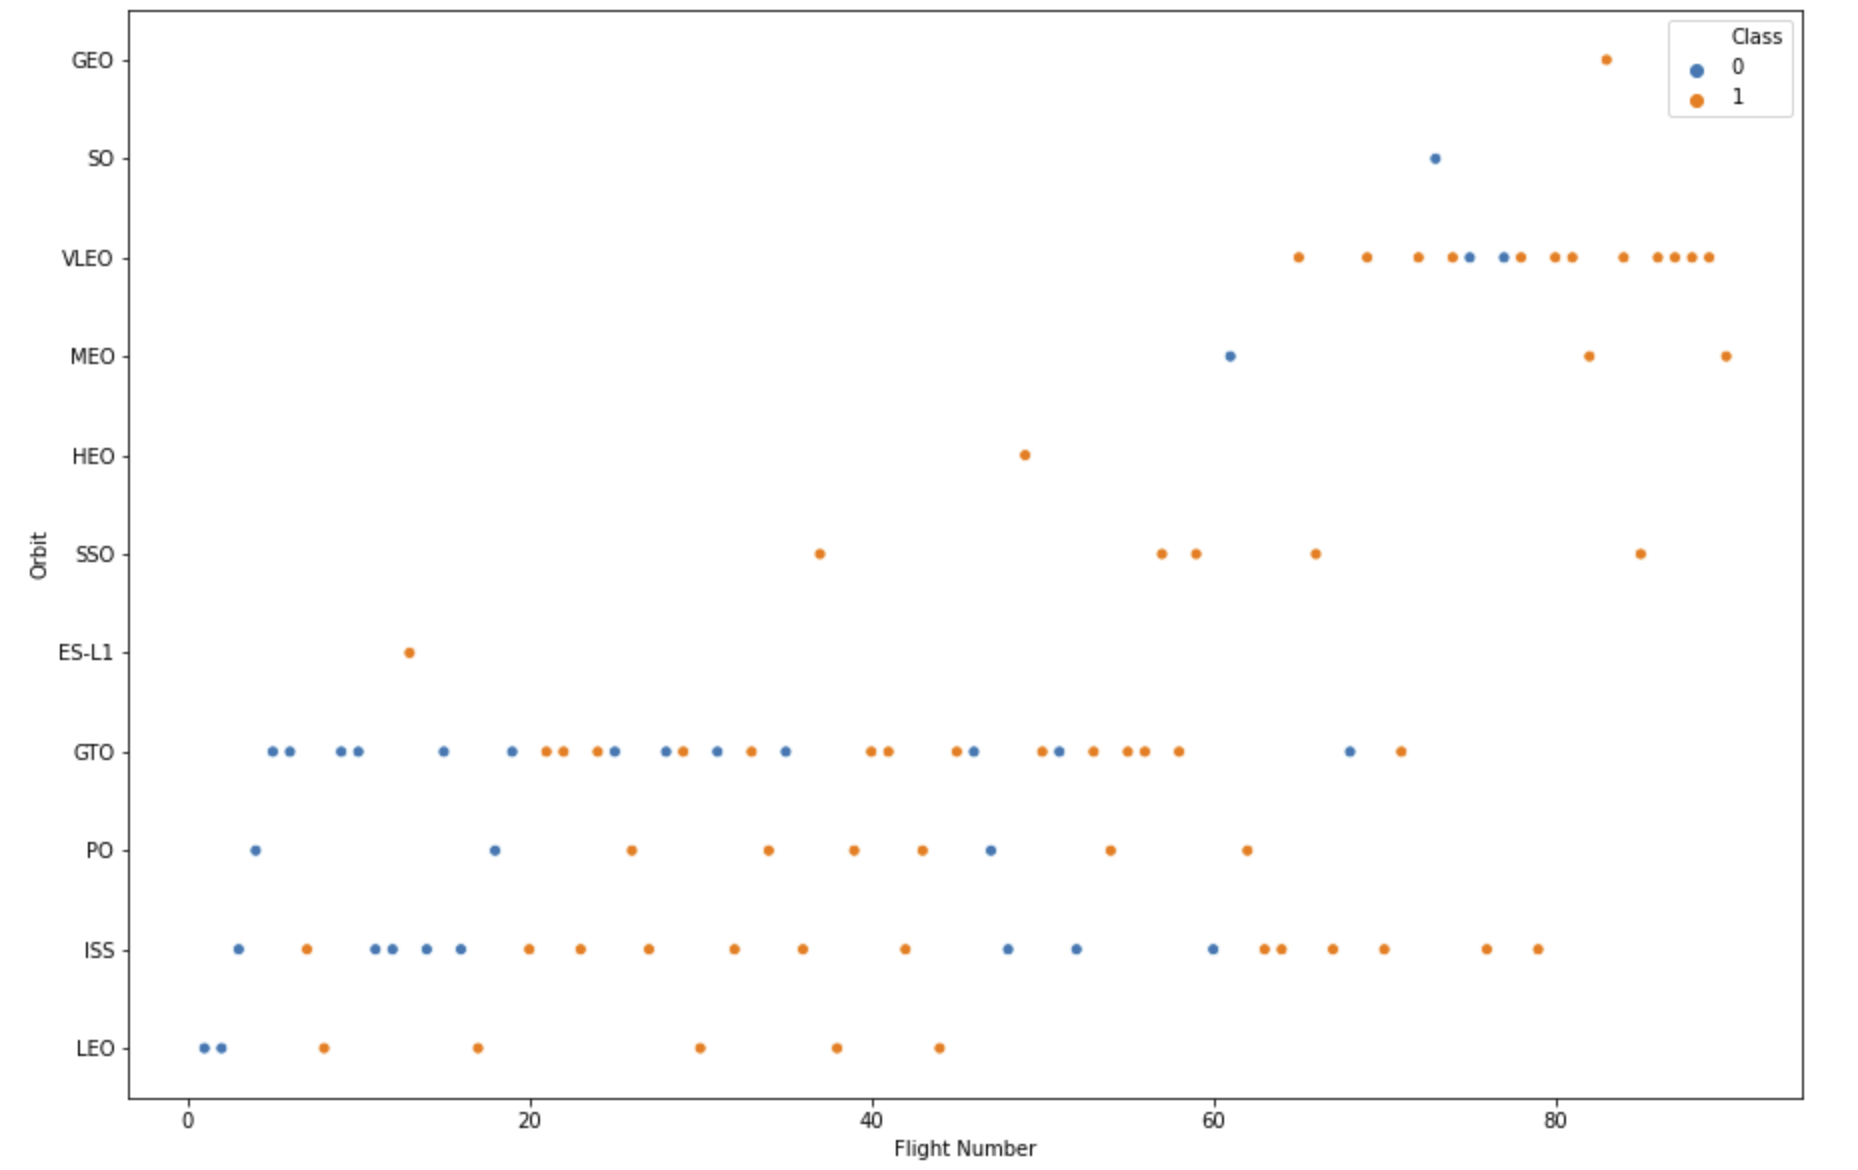 Class
0
1
GEO
SO
VLEO
MEO
HEO
SSO
ES-L1
GTO
PO
ISS
LEO
Orbit
0 20 40 60 80
Flight Number